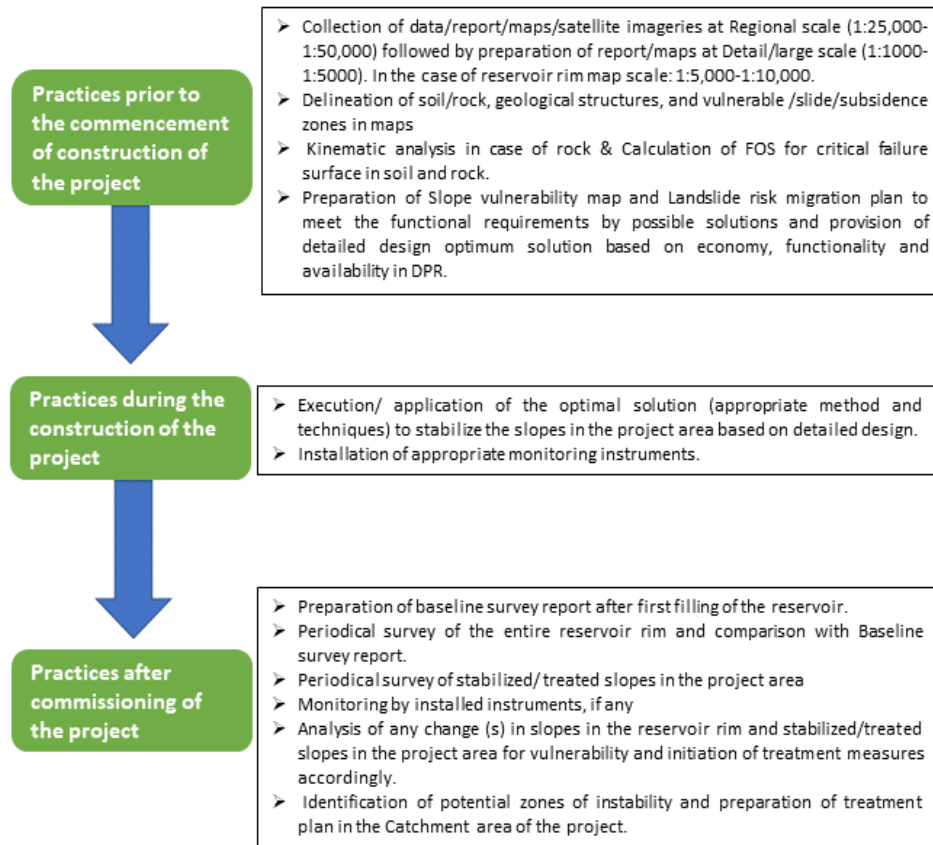 Practices prior to
the commencement
of construction of
the project
➢ Collection of data/report/maps/satellite imageries at Regional scale (1:25,000-
1:50,000) followed by preparation of report/maps at Detail/large scale (1:1000-
1:5000). In the case of reservoir rim map scale: 1:5,000-1:10,000.
➢ Delineation of soil/rock, geological structures, and vulnerable /slide/subsidence
zones in maps
➢ Kinematic analysis in case of rock & Calculation of FOS for critical failure
surface in soil and rock.
➢ Preparation of Slope vulnerability map and Landslide risk migration plan to
meet the functional requirements by possible solutions and provision of
detailed design optimum solution based on economy, functionality and
availability in DPR.
Practices during the
construction of the
project
➢ Execution/ application of the optimal solution (appropriate method and
techniques) to stabilize the slopes in the project area based on detailed design.
➢ Installation of appropriate monitoring instruments.
Practices after
commissioning of
the project
➢ Preparation of baseline survey report after first filling of the reservoir.
➢ Periodical survey of the entire reservoir rim and comparison with Baseline
survey report.
➢ Periodical survey of stabilized/ treated slopes in the project area
➢ Monitoring by installed instruments, if any
➢ Analysis of any change (s) in slopes in the reservoir rim and stabilized/treated
slopes in the project area for vulnerability and initiation of treatment measures
accordingly.
➢ Identification of potential zones of instability and preparation of treatment
plan in the Catchment area of the project.